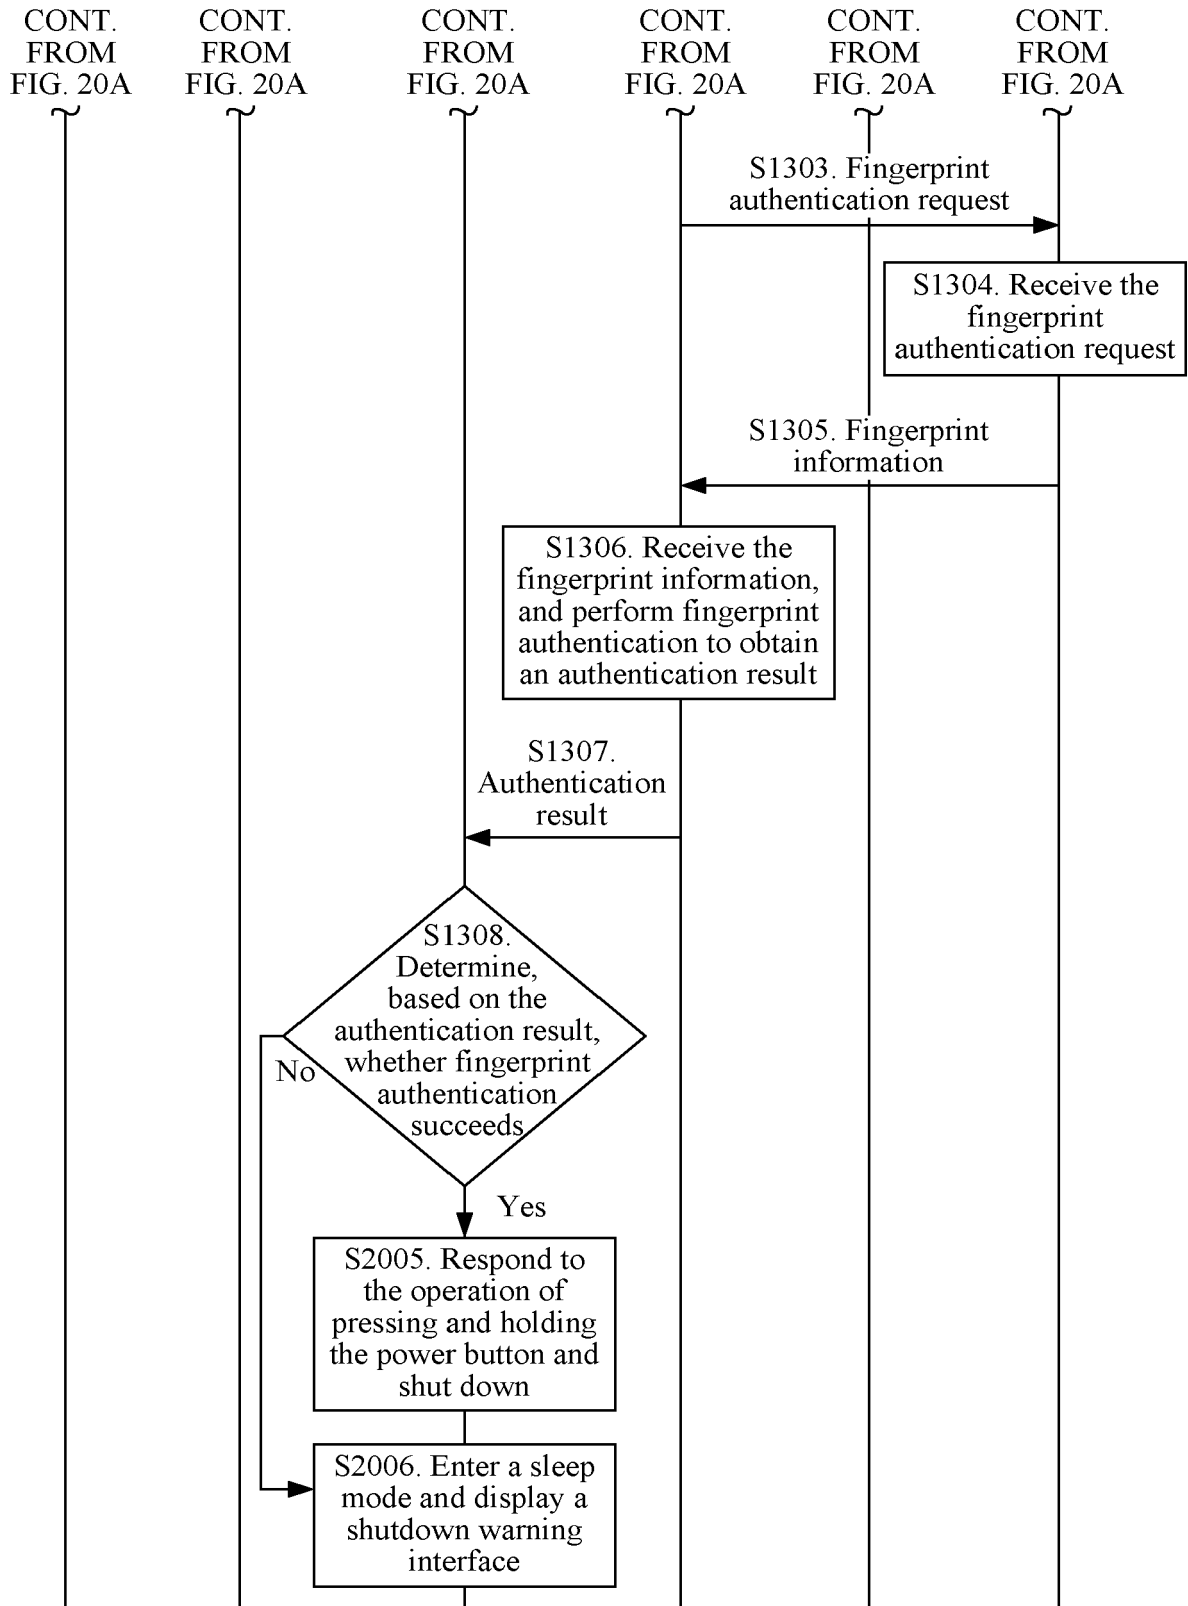 CONT.
FROM
FIG. 20A
CONT.
FROM
FIG. 20A
CONT.
FROM
FIG. 20A
CONT.
FROM
FIG. 20A
CONT.
FROM
FIG. 20A
CONT.
FROM
FIG. 20A
S1303. Fingerprint
authentication request
S1304. Receive the
fingerprint
authentication request
S1305. Fingerprint
information
S1306. Receive the
fingerprint information,
and perform fingerprint
authentication to obtain
an authentication result
S1307.
Authentication
result
S1308.
Determine,
based on the
authentication result,
whether fingerprint
authentication
succeeds
No
Yes
S2005. Respond to
the operation of
pressing and holding
the power button and
shut down
S2006. Enter a sleep
mode and display a
shutdown warning
interface